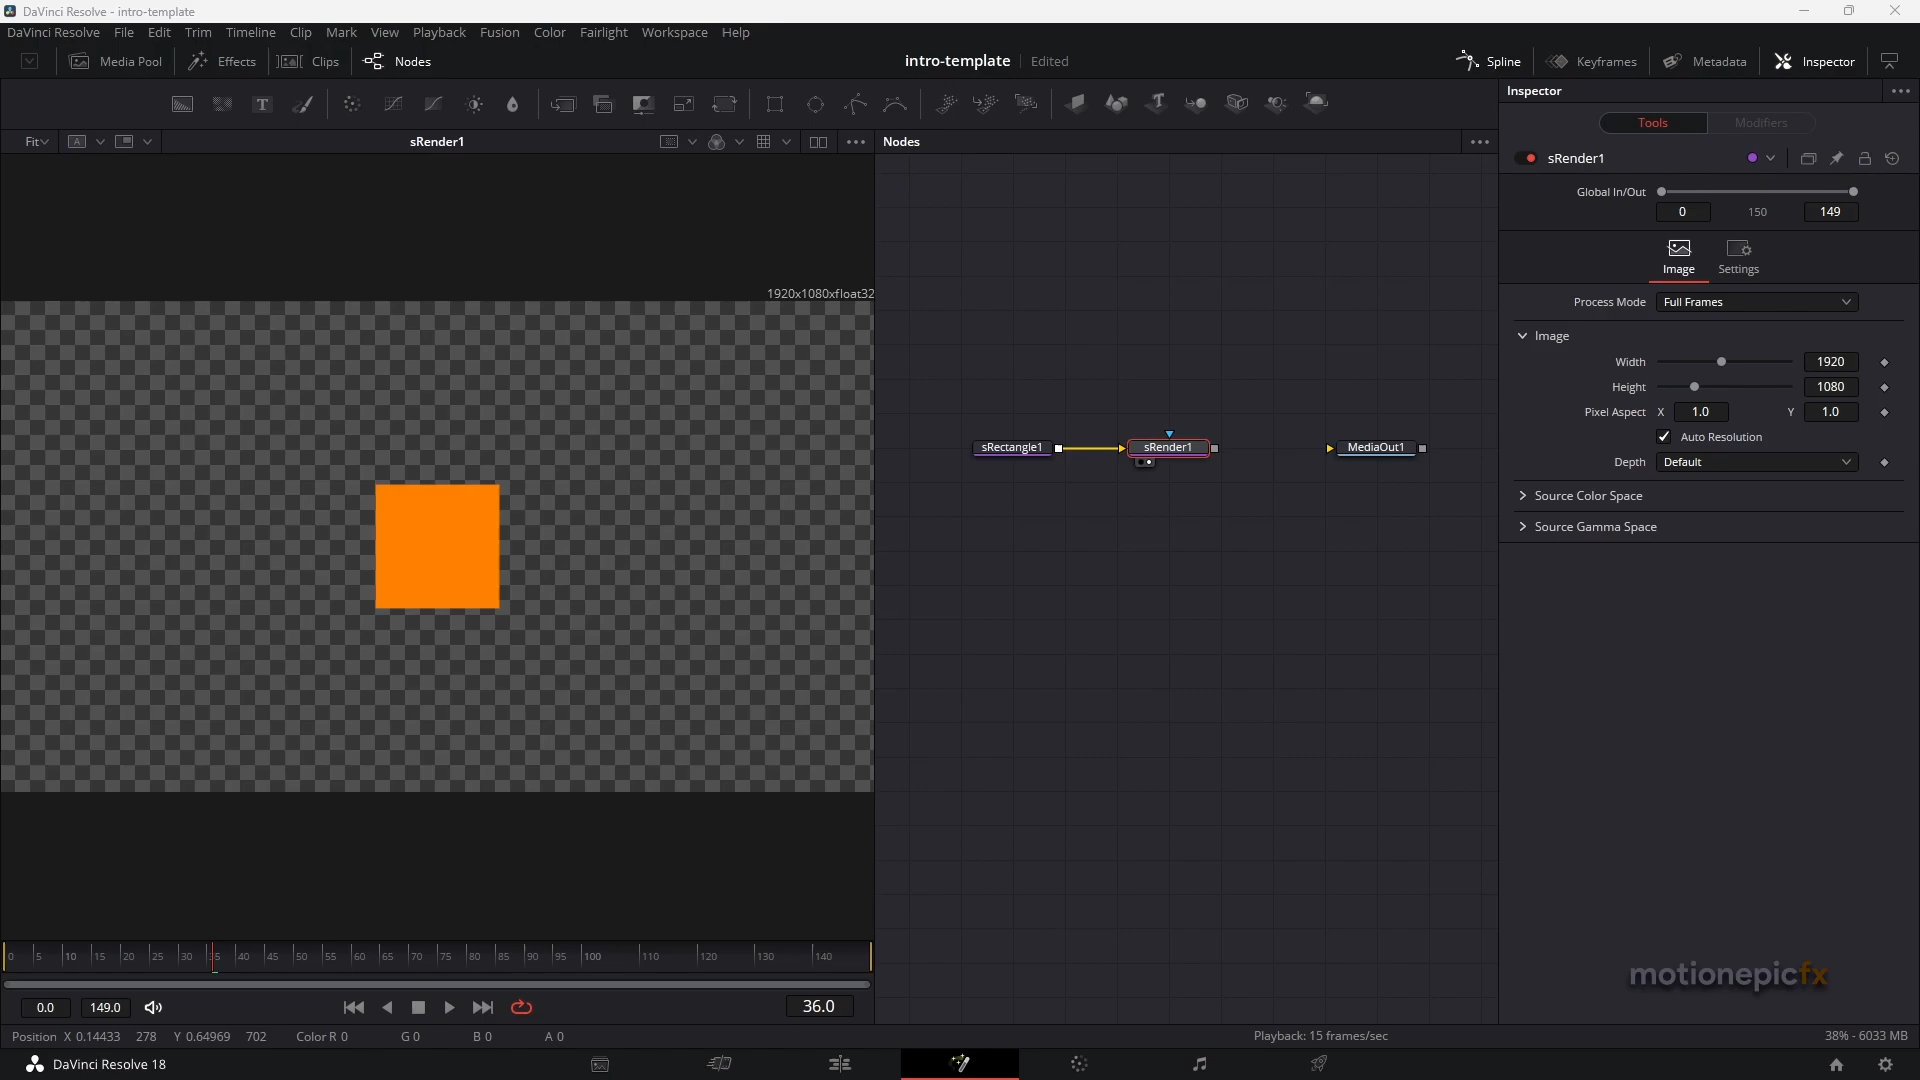 DaVinci Resolve - intro-template
DaVinci Resolve File Edit Trim Timeline Clip Mark View Playback Fusion Color Fairlight Workspace Help
Media Pool Effects Clips Nodes intro-template Edited Spline Keyframes Metadata Inspector
Inspector
Tools Modifiers
Fit A sRender1 Nodes
sRender1
Global In/Out
0 150 149
Image Settings
1920x1080xfloat32
Process Mode Full Frames
Image
Width 1920
Height 1080
Pixel Aspect X 1.0 Y 1.0
Auto Resolution
Depth Default
sRectangle1 sRender1 MediaOut1
Source Color Space
Source Gamma Space
0 5 10 15 20 25 30 35 40 45 50 55 60 65 70 75 80 85 90 95 100 110 120 130 140
motionepicfx
0.0 149.0 36.0
Position X 0.14433 278 Y 0.64969 702 Color R 0 G 0 B 0 A 0 Playback: 15 frames/sec 38% - 6033 MB
DaVinci Resolve 18